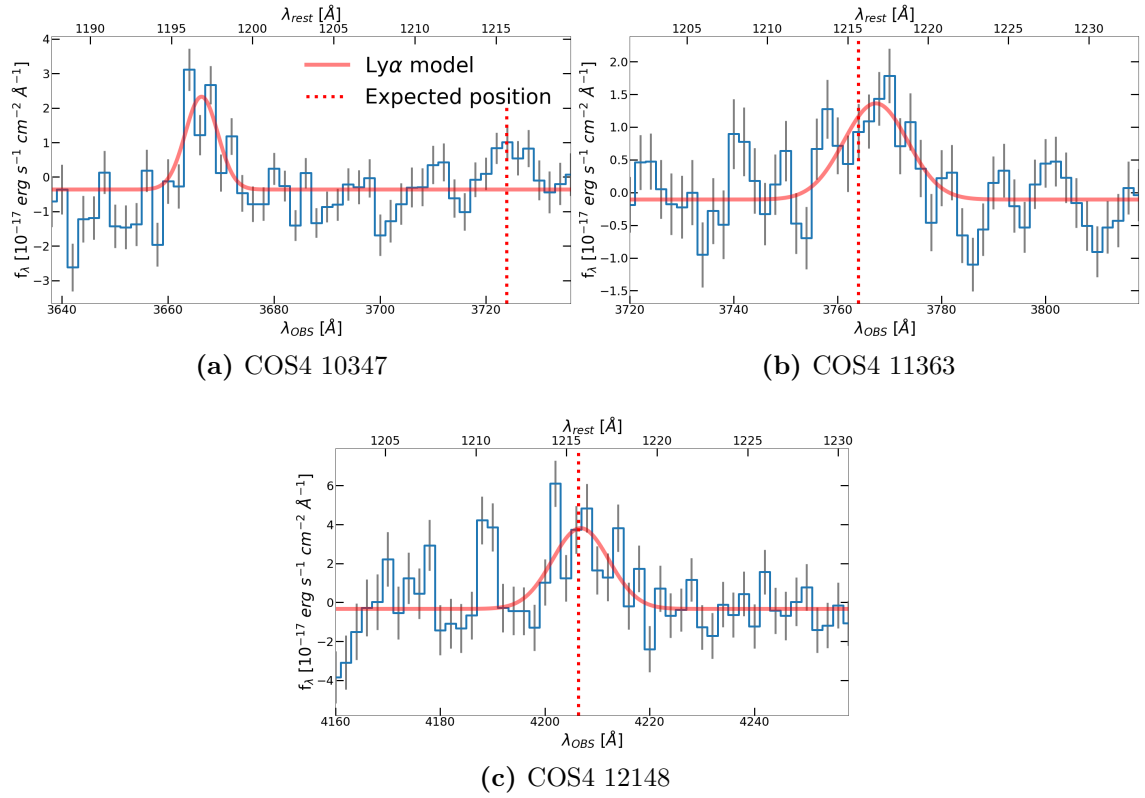 λrest [Å]
1190 1195 1200 1205 1210 1215
Lyα model
Expected position
fλ [10⁻¹⁷ erg s⁻¹ cm⁻² Å⁻¹]
4
3
2
1
0
−1
−2
−3
3640 3660 3680 3700 3720
λOBS [Å]
(a) COS4 10347
λrest [Å]
1205 1210 1215 1220 1225 1230
fλ [10⁻¹⁷ erg s⁻¹ cm⁻² Å⁻¹]
2.0
1.5
1.0
0.5
0.0
−0.5
−1.0
−1.5
3720 3740 3760 3780 3800
λOBS [Å]
(b) COS4 11363
λrest [Å]
1205 1210 1215 1220 1225 1230
fλ [10⁻¹⁷ erg s⁻¹ cm⁻² Å⁻¹]
6
4
2
0
−2
−4
4160 4180 4200 4220 4240
λOBS [Å]
(c) COS4 12148